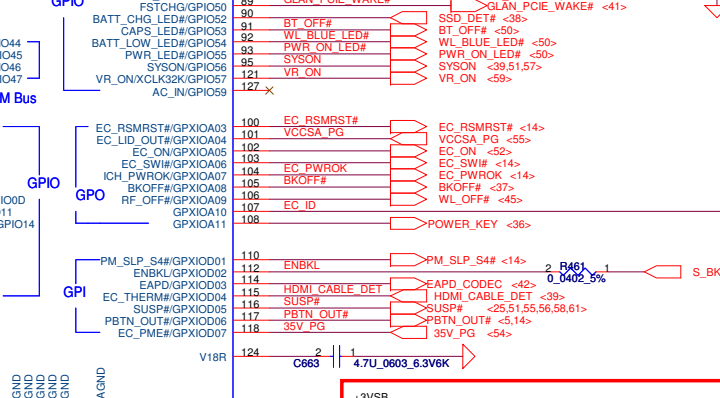 GPIO
FSTCHG/GPIO50 89 GLAN_PCIE_WAKE# GLAN_PCIE_WAKE# <41>
BATT_CHG_LED#/GPIO52 90 SSD_DET# <38>
CAPS_LED#/GPIO53 91 BT_OFF# BT_OFF# <50>
IO44 BATT_LOW_LED#/GPIO54 92 WL_BLUE_LED# WL_BLUE_LED# <50>
IO45 PWR_LED#/GPIO55 93 PWR_ON_LED# PWR_ON_LED# <50>
IO46 SYSON/GPIO56 95 SYSON SYSON <39,51,57>
IO47 VR_ON/XCLK32K/GPIO57 121 VR_ON VR_ON <59>
AC_IN/GPIO59 127
M Bus
EC_RSMRST#/GPXIOA03 100 EC_RSMRST# EC_RSMRST# <14>
EC_LID_OUT#/GPXIOA04 101 VCCSA_PG VCCSA_PG <55>
EC_ON/GPXIOA05 102 EC_ON <52>
EC_SWI#/GPXIOA06 103 EC_SWI# <14>
ICH_PWROK/GPXIOA07 104 EC_PWROK EC_PWROK <14>
GPIO
BKOFF#/GPXIOA08 105 BKOFF# BKOFF# <37>
GPO
IO0D RF_OFF#/GPXIOA09 106 WL_OFF# <45>
D11 GPXIOA10 107 EC_ID
GPIO14 GPXIOA11 108 POWER_KEY <36>
PM_SLP_S4#/GPXIOD01 110 PM_SLP_S4# <14>
ENBKL/GPXIOD02 112 ENBKL 2 R461 1 S_BK
0_0402_5%
EAPD/GPXIOD03 114 EAPD_CODEC <42>
GPI
EC_THERM#/GPXIOD04 115 HDMI_CABLE_DET HDMI_CABLE_DET <39>
SUSP#/GPXIOD05 116 SUSP# SUSP# <25,51,55,56,58,61>
PBTN_OUT#/GPXIOD06 117 PBTN_OUT# PBTN_OUT# <5,14>
EC_PME#/GPXIOD07 118 35V_PG 35V_PG <54>
V18R 124 2 1
C663 4.7U_0603_6.3V6K
GND GND GND GND GND AGND
+3VSB